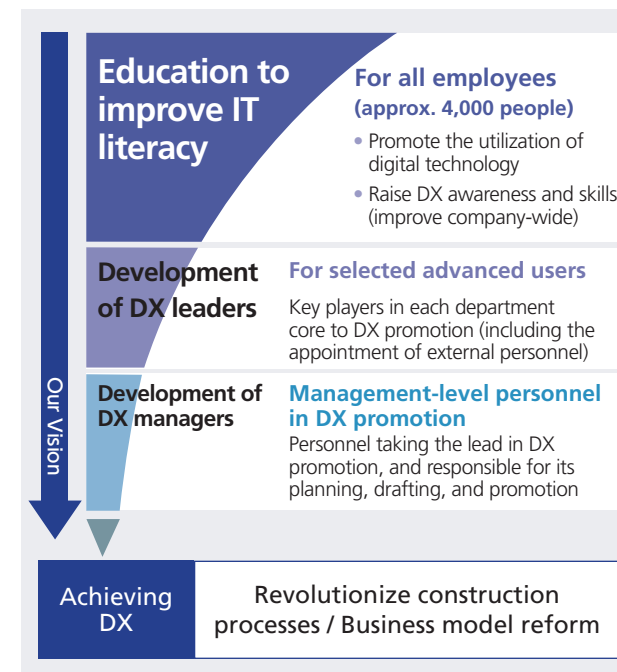 Education to
improve IT
literacy
For all employees
(approx. 4,000 people)
• Promote the utilization of
digital technology
• Raise DX awareness and skills
(improve company-wide)
Development
of DX leaders
For selected advanced users
Key players in each department
core to DX promotion (including the
appointment of external personnel)
Development of
DX managers
Management-level personnel
in DX promotion
Personnel taking the lead in DX
promotion, and responsible for its
planning, drafting, and promotion
Our Vision
Achieving
DX
Revolutionize construction
processes / Business model reform